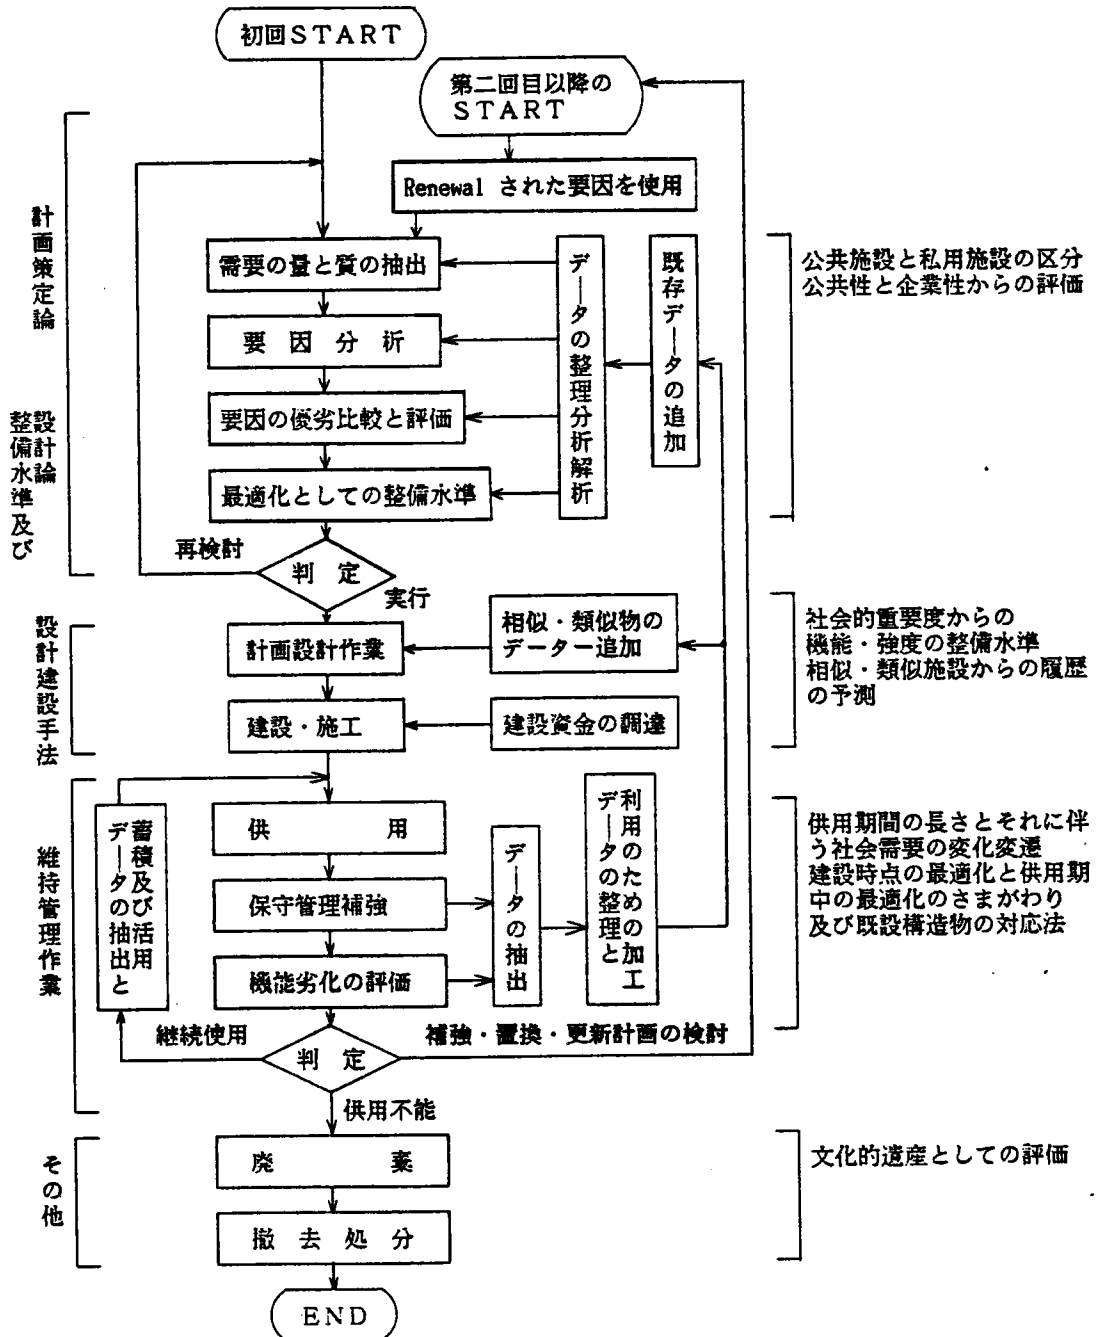 初回START
第二回目以降の
START
Renewal された要因を使用
計画策定論
設計論
整備水準及び
需要の量と質の抽出
要因分析
要因の優劣比較と評価
最適化としての整備水準
データの整理分析解析
既存データの追加
公共施設と私用施設の区分
公共性と企業性からの評価
再検討
判定
実行
設計建設手法
計画設計作業
相似・類似物の
データー追加
建設・施工
建設資金の調達
社会的重要度からの
機能・強度の整備水準
相似・類似施設からの履歴
の予測
維持管理作業
蓄積及び活用
データの抽出と
供用
保守管理補強
機能劣化の評価
データの抽出
利用のための加工
データの整理と
供用期間の長さとそれに伴
う社会需要の変化変遷
建設時点の最適化と供用期
中の最適化のさまがわり
及び既設構造物の対応法
継続使用
判定
補強・置換・更新計画の検討
供用不能
その他
廃棄
撤去処分
文化的遺産としての評価
END